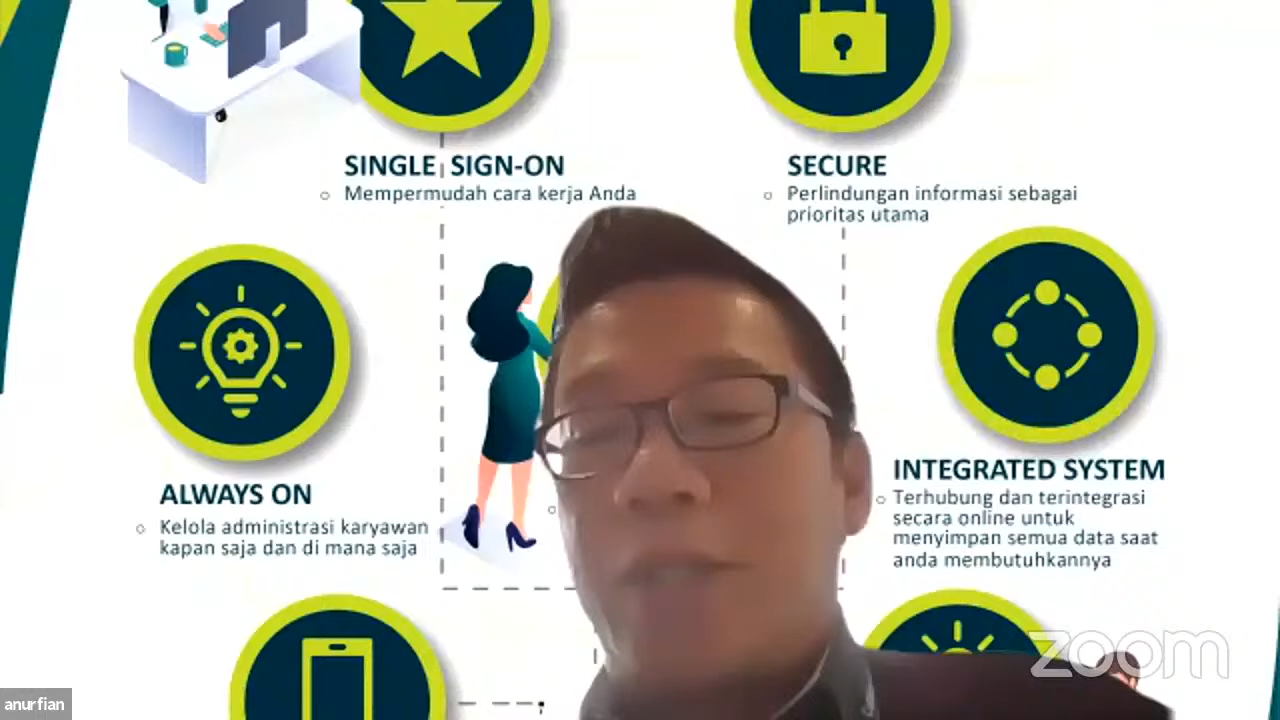 SINGLE SIGN-ON
Mempermudah cara kerja Anda
SECURE
Perlindungan informasi sebagai
prioritas utama
ALWAYS ON
Kelola administrasi karyawan
kapan saja dan di mana saja
INTEGRATED SYSTEM
Terhubung dan terintegrasi
secara online untuk
menyimpan semua data saat
anda membutuhkannya
zoom
anurfian